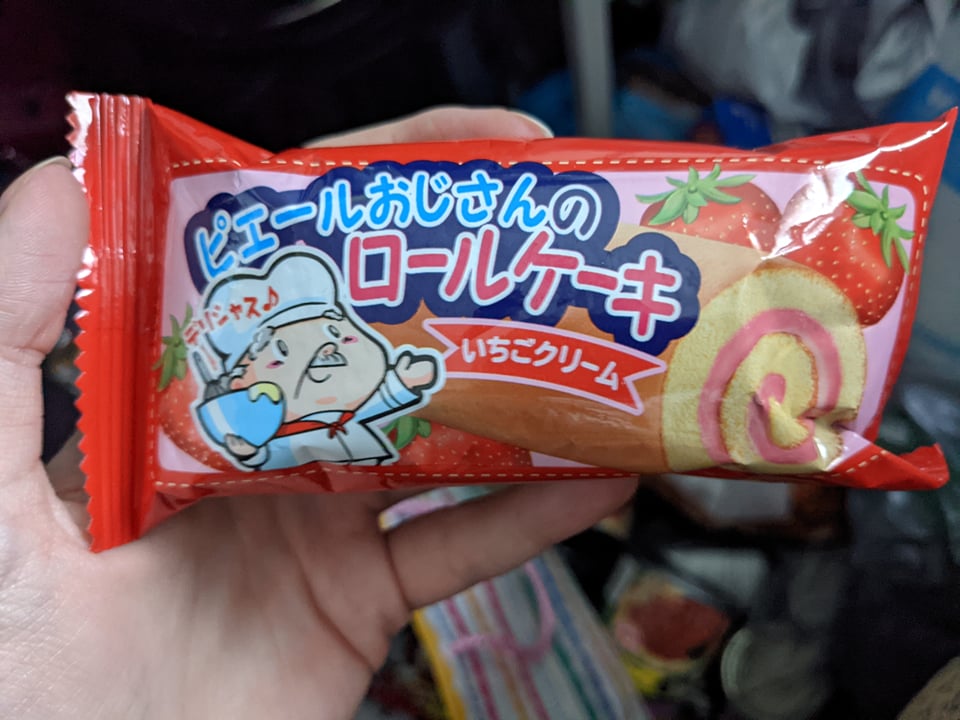 ピエールおじさんの
ロールケーキ
デリシャス♪
いちごクリーム